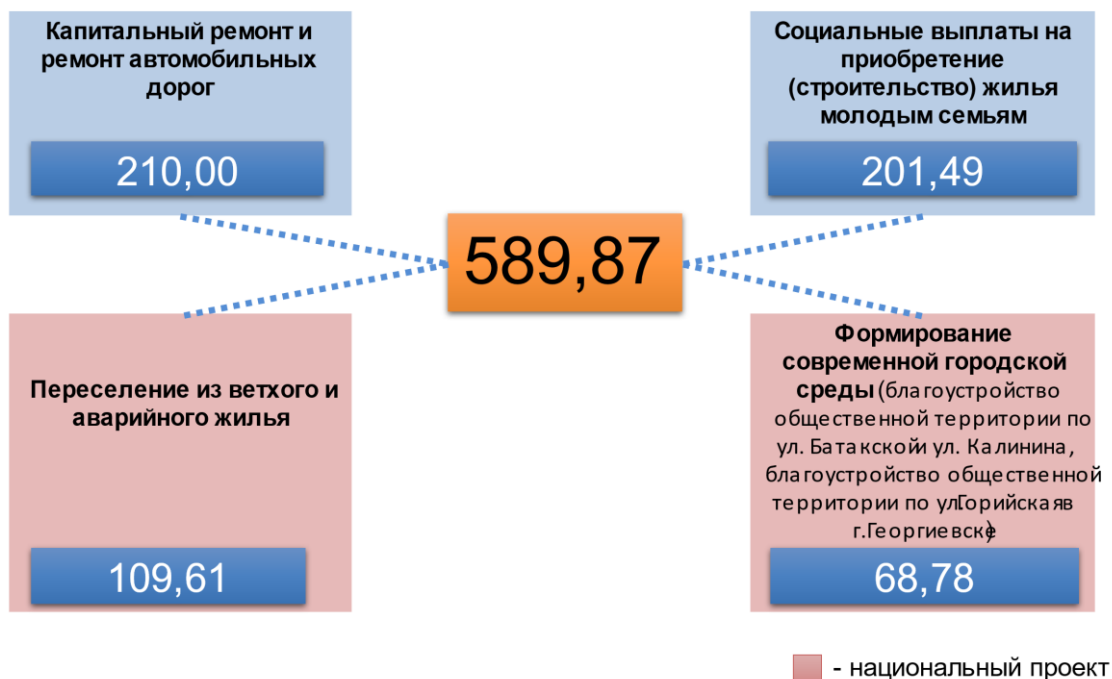 Капитальный ремонт и
ремонт автомобильных
дорог
210,00
Социальные выплаты на
приобретение
(строительство) жилья
молодым семьям
201,49
589,87
Переселение из ветхого и
аварийного жилья
109,61
Формирование
современной городской
среды (благоустройство
общественной территории по
ул. Батакской и ул. Калинина,
благоустройство общественной
территории по ул.Горийская в
г.Георгиевске)
68,78
- национальный проект